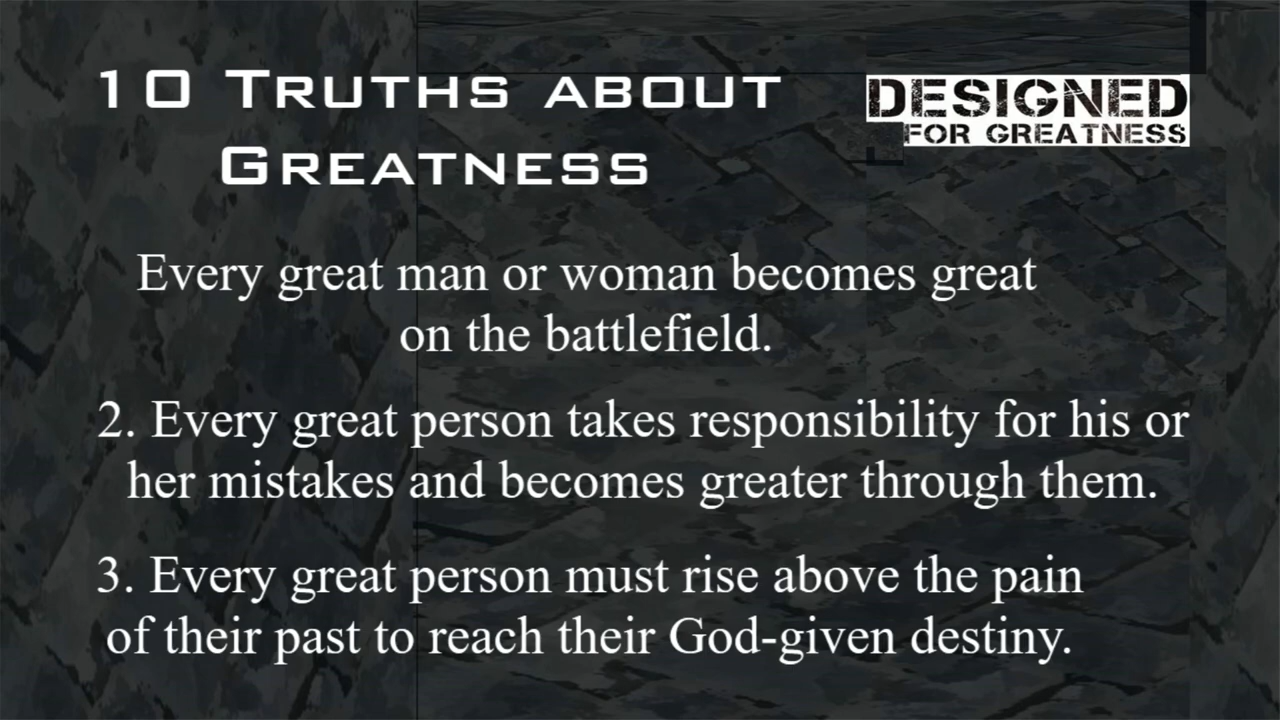 10 Truths about
Greatness
DESIGNED
FOR GREATNESS
Every great man or woman becomes great
on the battlefield.
2. Every great person takes responsibility for his or
her mistakes and becomes greater through them.
3. Every great person must rise above the pain
of their past to reach their God-given destiny.